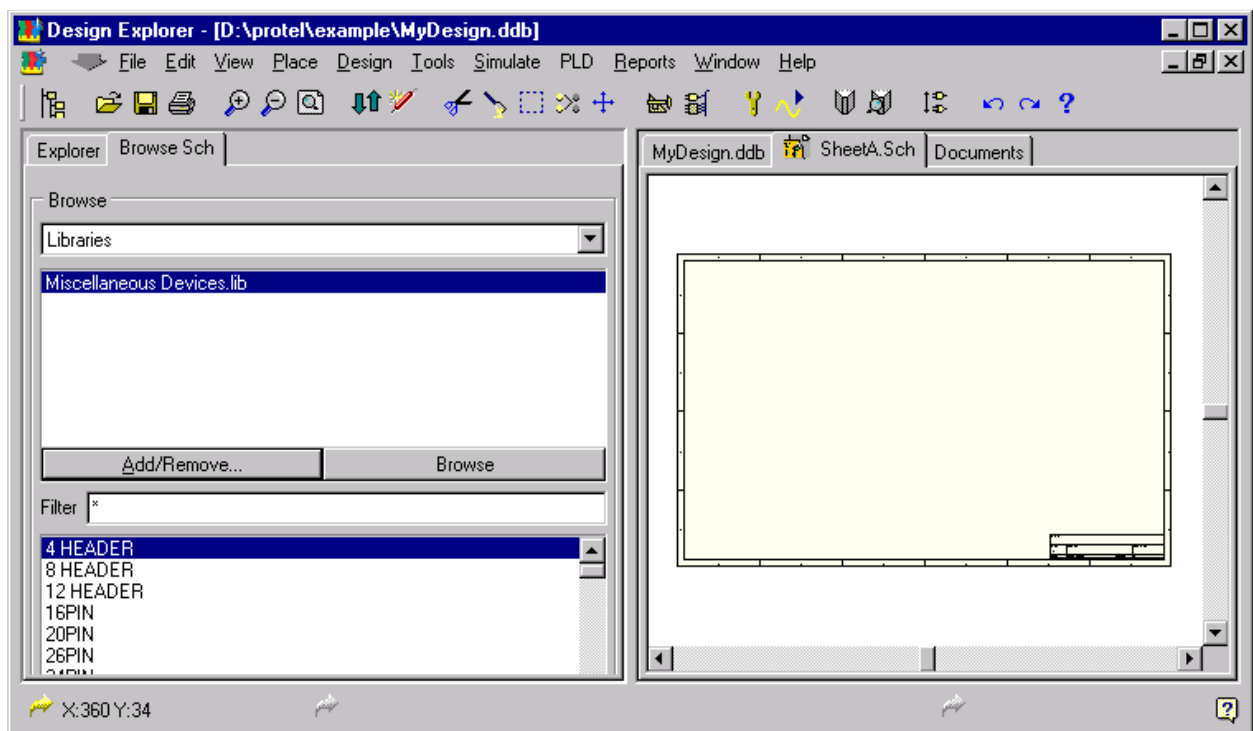 Design Explorer - [D:\protel\example\MyDesign.ddb]
File Edit View Place Design Tools Simulate PLD Reports Window Help
Explorer Browse Sch
MyDesign.ddb SheetA.Sch Documents
Browse
Libraries
Miscellaneous Devices.lib
Add/Remove... Browse
Filter *
4 HEADER
8 HEADER
12 HEADER
16PIN
20PIN
26PIN
X:360 Y:34